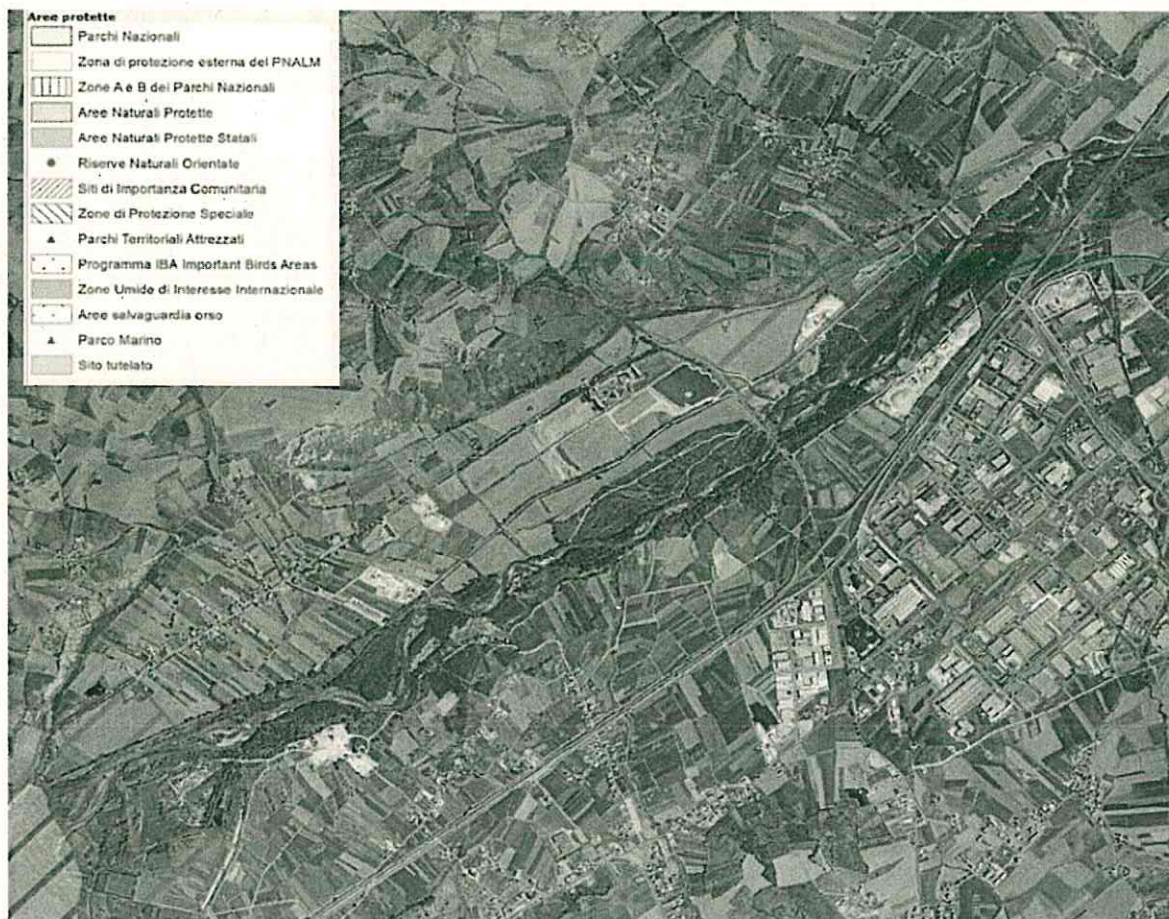 Aree protette
Parchi Nazionali
Zona di protezione esterna del PNALM
Zone A e B dei Parchi Nazionali
Aree Naturali Protette
Aree Naturali Protette Statali
Riserve Naturali Orientate
Siti di Importanza Comunitaria
Zone di Protezione Speciale
Parchi Territoriali Attrezzati
Programma IBA Important Birds Areas
Zone Umide di Interesse Internazionale
Aree salvaguardia orso
Parco Marino
Sito tutelato